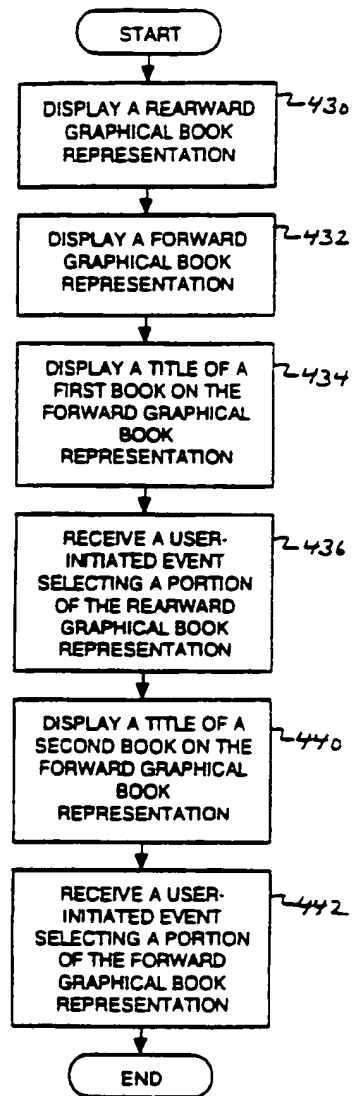 START
DISPLAY A REARWARD
GRAPHICAL BOOK
REPRESENTATION
430
DISPLAY A FORWARD
GRAPHICAL BOOK
REPRESENTATION
432
DISPLAY A TITLE OF A
FIRST BOOK ON THE
FORWARD GRAPHICAL
BOOK
REPRESENTATION
434
RECEIVE A USER-
INITIATED EVENT
SELECTING A PORTION
OF THE REARWARD
GRAPHICAL BOOK
REPRESENTATION
436
DISPLAY A TITLE OF A
SECOND BOOK ON THE
FORWARD GRAPHICAL
BOOK
REPRESENTATION
440
RECEIVE A USER-
INITIATED EVENT
SELECTING A PORTION
OF THE FORWARD
GRAPHICAL BOOK
REPRESENTATION
442
END